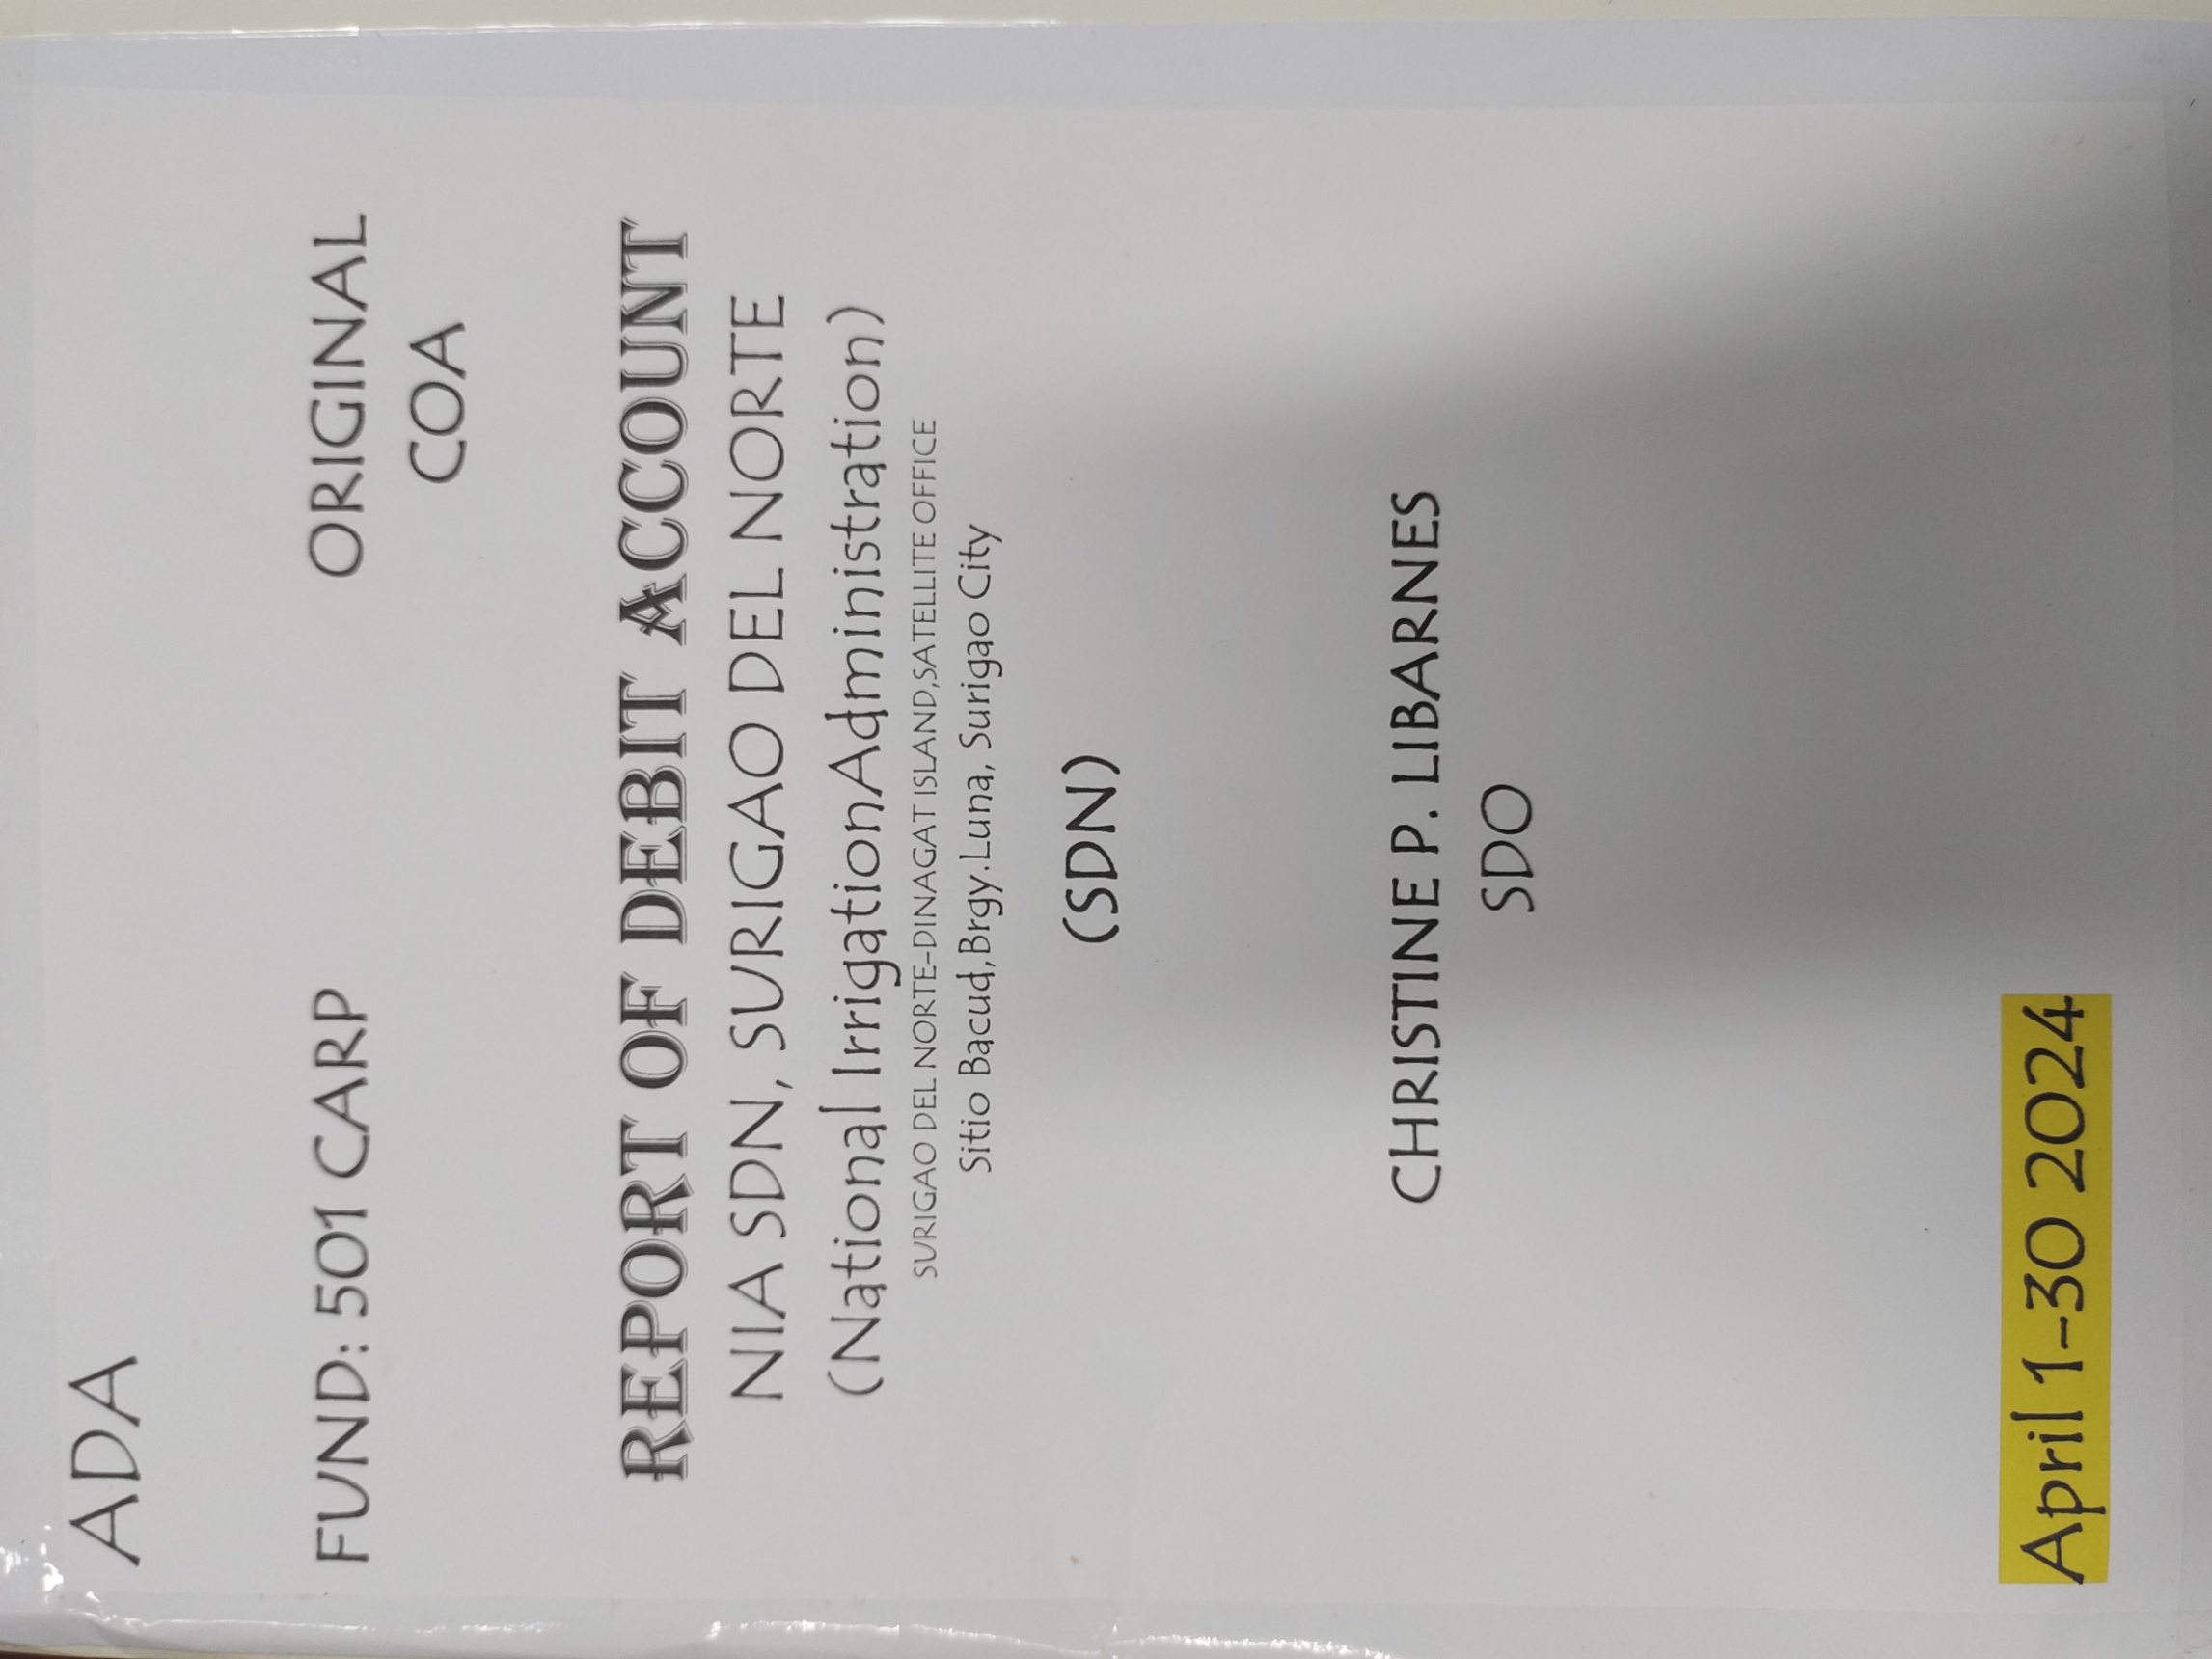 ADA
FUND: 501 CARP
ORIGINAL
COA
REPORT OF DEBIT ACCOUNT
NIA SDN, SURIGAO DEL NORTE
(National IrrigationAdministration)
SURIGAO DEL NORTE-DINAGAT ISLAND,SATELLITE OFFICE
Sitio Bacud,Brgy.Luna, Surigao City
(SDN)
CHRISTINE P. LIBARNES
SDO
April 1-30 2024